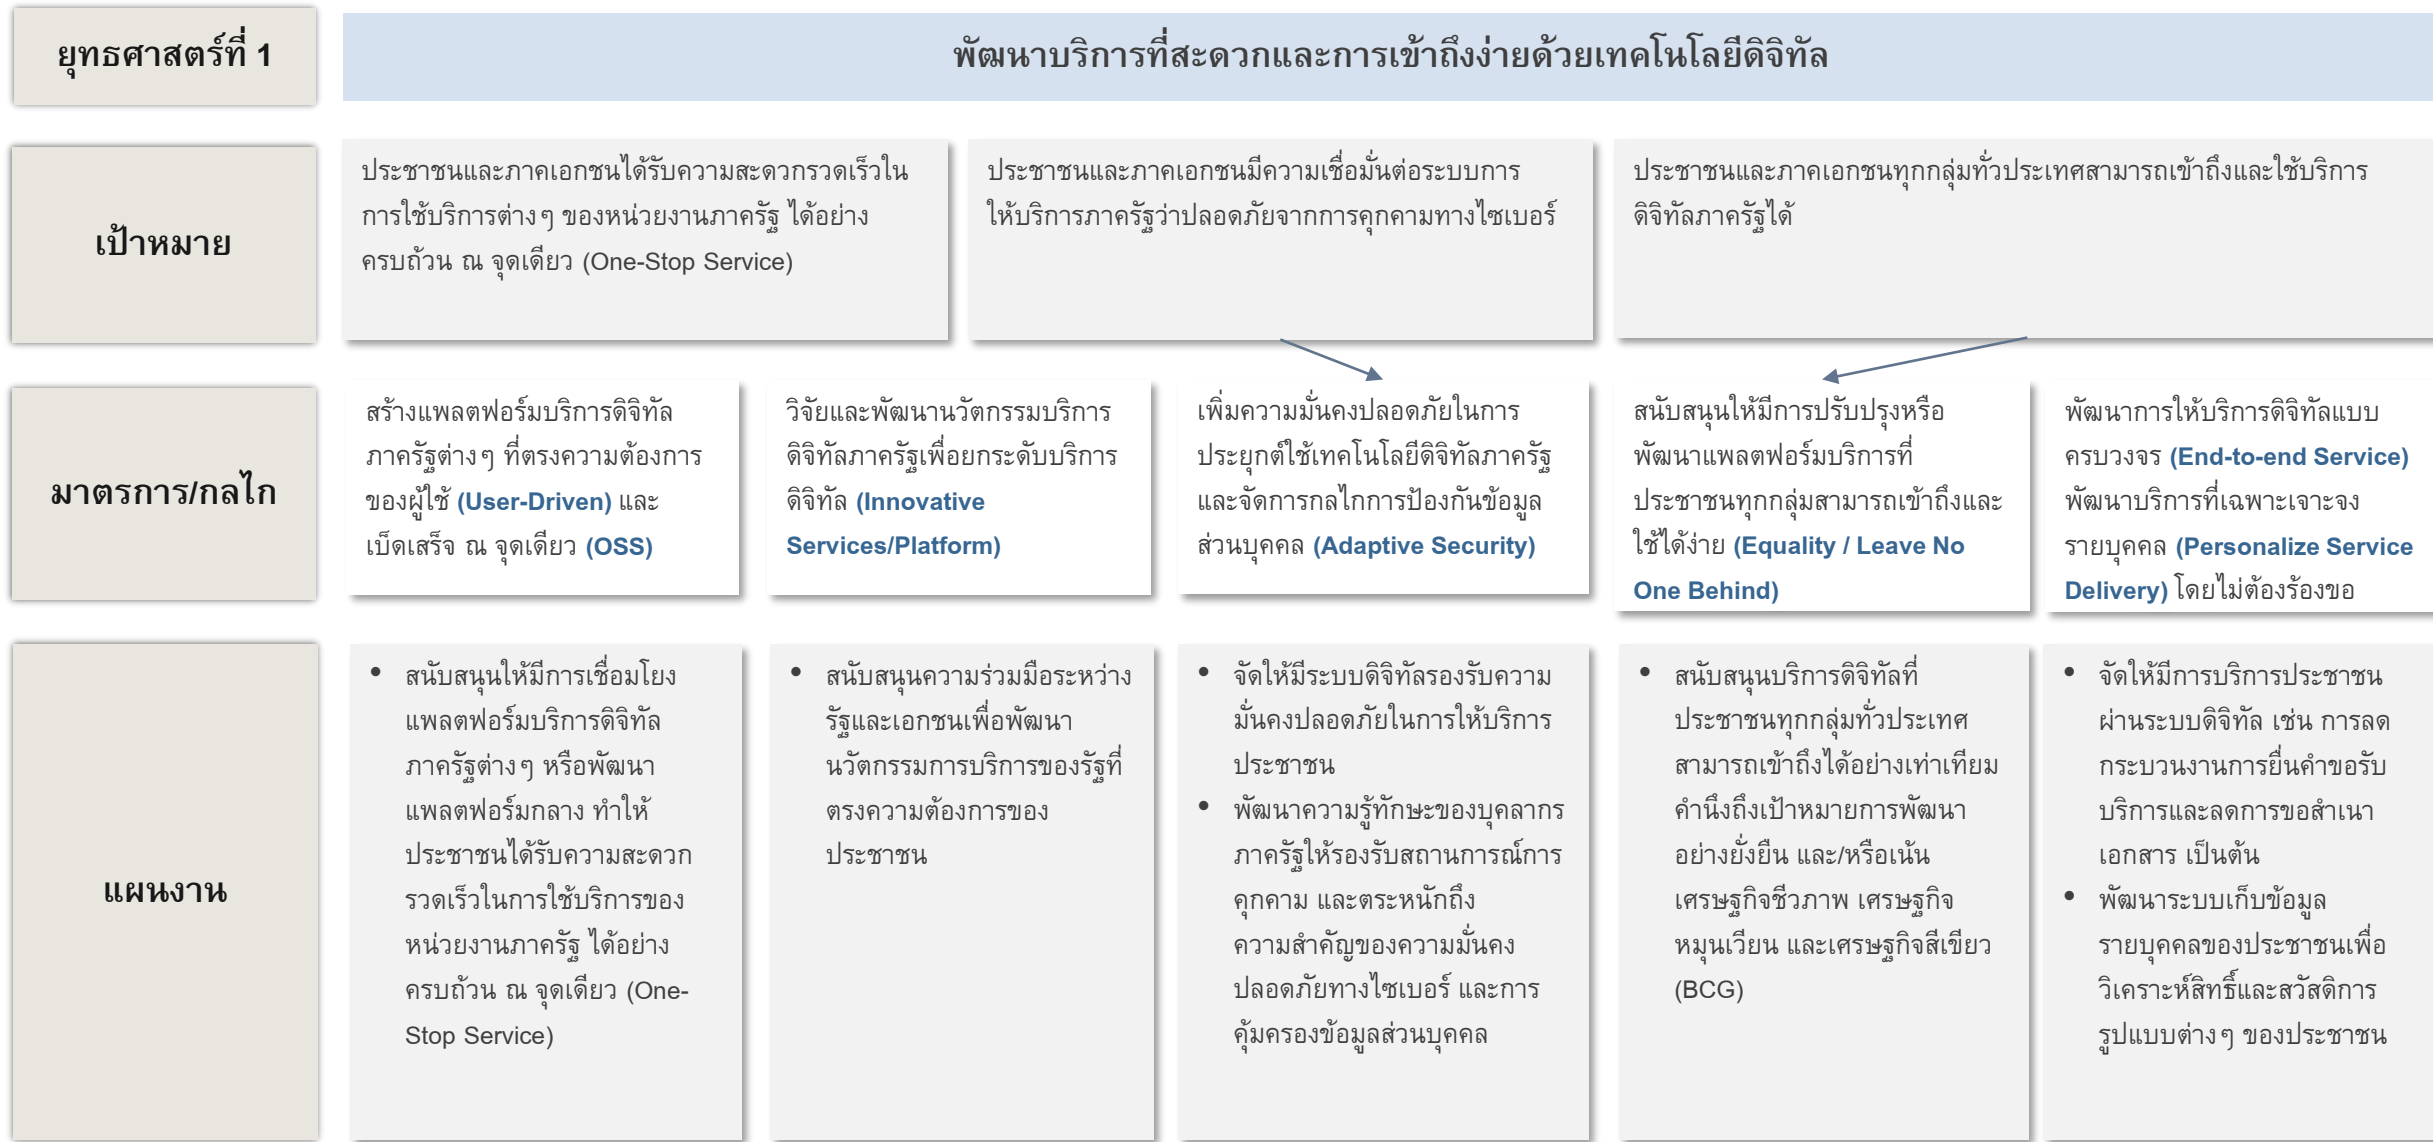 ยุทธศาสตร์ที่ 1
พัฒนาบริการที่สะดวกและการเข้าถึงง่ายด้วยเทคโนโลยีดิจิทัล
เป้าหมาย
ประชาชนและภาคเอกชนได้รับความสะดวกรวดเร็วใน
การใช้บริการต่างๆ ของหน่วยงานภาครัฐ ได้อย่าง
ครบถ้วน ณ จุดเดียว (One-Stop Service)
ประชาชนและภาคเอกชนมีความเชื่อมั่นต่อระบบการ
ให้บริการภาครัฐว่าปลอดภัยจากการคุกคามทางไซเบอร์
ประชาชนและภาคเอกชนทุกกลุ่มทั่วประเทศสามารถเข้าถึงและใช้บริการ
ดิจิทัลภาครัฐได้
มาตรการ/กลไก
สร้างแพลตฟอร์มบริการดิจิทัล
ภาครัฐต่างๆ ที่ตรงความต้องการ
ของผู้ใช้ (User-Driven) และ
เบ็ดเสร็จ ณ จุดเดียว (OSS)
วิจัยและพัฒนานวัตกรรมบริการ
ดิจิทัลภาครัฐเพื่อยกระดับบริการ
ดิจิทัล (Innovative
Services/Platform)
เพิ่มความมั่นคงปลอดภัยในการ
ประยุกต์ใช้เทคโนโลยีดิจิทัลภาครัฐ
และจัดการกลไกการป้องกันข้อมูล
ส่วนบุคคล (Adaptive Security)
สนับสนุนให้มีการปรับปรุงหรือ
พัฒนาแพลตฟอร์มบริการที่
ประชาชนทุกกลุ่มสามารถเข้าถึงและ
ใช้ได้ง่าย (Equality / Leave No
One Behind)
พัฒนาการให้บริการดิจิทัลแบบ
ครบวงจร (End-to-end Service)
พัฒนาบริการที่เฉพาะเจาะจง
รายบุคคล (Personalize Service
Delivery) โดยไม่ต้องร้องขอ
แผนงาน
• สนับสนุนให้มีการเชื่อมโยง
แพลตฟอร์มบริการดิจิทัล
ภาครัฐต่างๆ หรือพัฒนา
แพลตฟอร์มกลาง ทำให้
ประชาชนได้รับความสะดวก
รวดเร็วในการใช้บริการของ
หน่วยงานภาครัฐ ได้อย่าง
ครบถ้วน ณ จุดเดียว (One-
Stop Service)
• สนับสนุนความร่วมมือระหว่าง
รัฐและเอกชนเพื่อพัฒนา
นวัตกรรมการบริการของรัฐที่
ตรงความต้องการของ
ประชาชน
• จัดให้มีระบบดิจิทัลรองรับความ
มั่นคงปลอดภัยในการให้บริการ
ประชาชน
• พัฒนาความรู้ทักษะของบุคลากร
ภาครัฐให้รองรับสถานการณ์การ
คุกคาม และตระหนักถึง
ความสำคัญของความมั่นคง
ปลอดภัยทางไซเบอร์ และการ
คุ้มครองข้อมูลส่วนบุคคล
• สนับสนุนบริการดิจิทัลที่
ประชาชนทุกกลุ่มทั่วประเทศ
สามารถเข้าถึงได้อย่างเท่าเทียม
คำนึงถึงเป้าหมายการพัฒนา
อย่างยั่งยืน และ/หรือเน้น
เศรษฐกิจชีวภาพ เศรษฐกิจ
หมุนเวียน และเศรษฐกิจสีเขียว
(BCG)
• จัดให้มีการบริการประชาชน
ผ่านระบบดิจิทัล เช่น การลด
กระบวนงานการยื่นคำขอรับ
บริการและลดการขอสำเนา
เอกสาร เป็นต้น
• พัฒนาระบบเก็บข้อมูล
รายบุคคลของประชาชนเพื่อ
วิเคราะห์สิทธิ์และสวัสดิการ
รูปแบบต่างๆ ของประชาชน